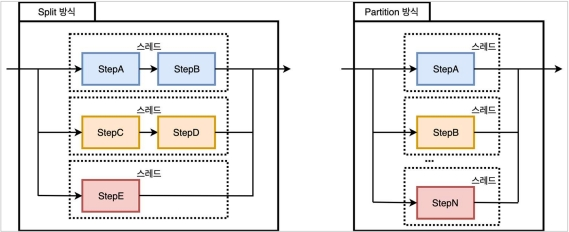 Split 방식
스레드
StepA
StepB
스레드
StepC
StepD
스레드
StepE
Partition 방식
스레드
StepA
스레드
StepB
...
스레드
StepN